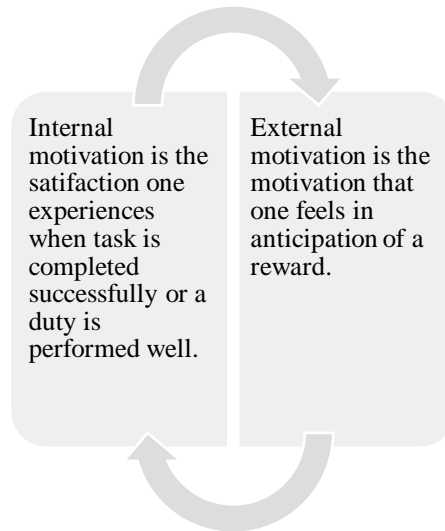 Internal
motivation is the
satifaction one
experiences
when task is
completed
successfully or a
duty is
performed well.
External
motivation is the
motivation that
one feels in
anticipation of a
reward.